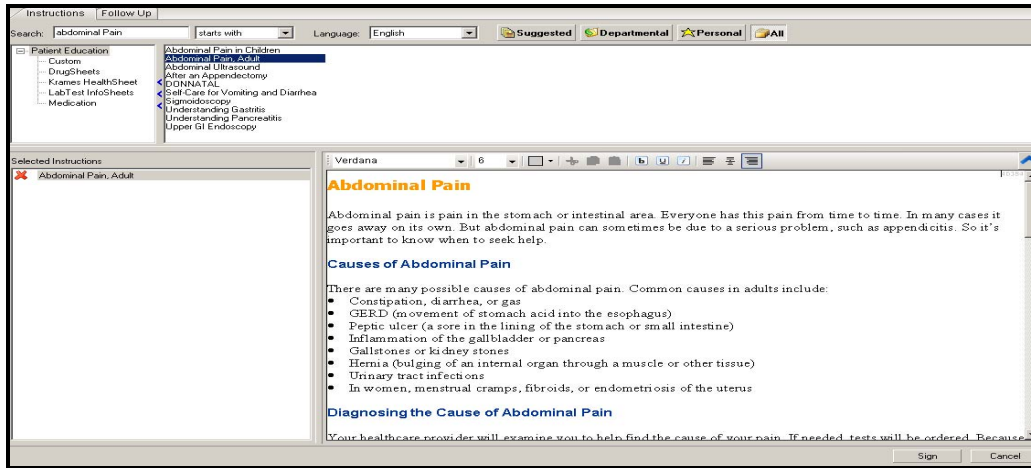 Instructions Follow Up
Search: abdominal Pain starts with Language: English Suggested Departmental Personal All
Patient Education
Custom
DrugSheets
Krames HealthSheet
LabTest InfoSheets
Medication
Abdominal Pain in Children
Abdominal Pain, Adult
Abdominal Ultrasound
After an Appendectomy
DONNATAL
Self-Care for Vomiting and Diarrhea
Sigmoidoscopy
Understanding Gastritis
Understanding Pancreatitis
Upper GI Endoscopy
Selected Instructions
Abdominal Pain, Adult
Verdana 6 b U i
Abdominal Pain
Abdominal pain is pain in the stomach or intestinal area. Everyone has this pain from time to time. In many cases it
goes away on its own. But abdominal pain can sometimes be due to a serious problem, such as appendicitis. So it's
important to know when to seek help.
Causes of Abdominal Pain
There are many possible causes of abdominal pain. Common causes in adults include:
• Constipation, diarrhea, or gas
• GERD (movement of stomach acid into the esophagus)
• Peptic ulcer (a sore in the lining of the stomach or small intestine)
• Inflammation of the gallbladder or pancreas
• Gallstones or kidney stones
• Hernia (bulging of an internal organ through a muscle or other tissue)
• Urinary tract infections
• In women, menstrual cramps, fibroids, or endometriosis of the uterus
Diagnosing the Cause of Abdominal Pain
Your healthcare provider will examine you to help find the cause of your pain. If needed, tests will be ordered. Because
Sign Cancel